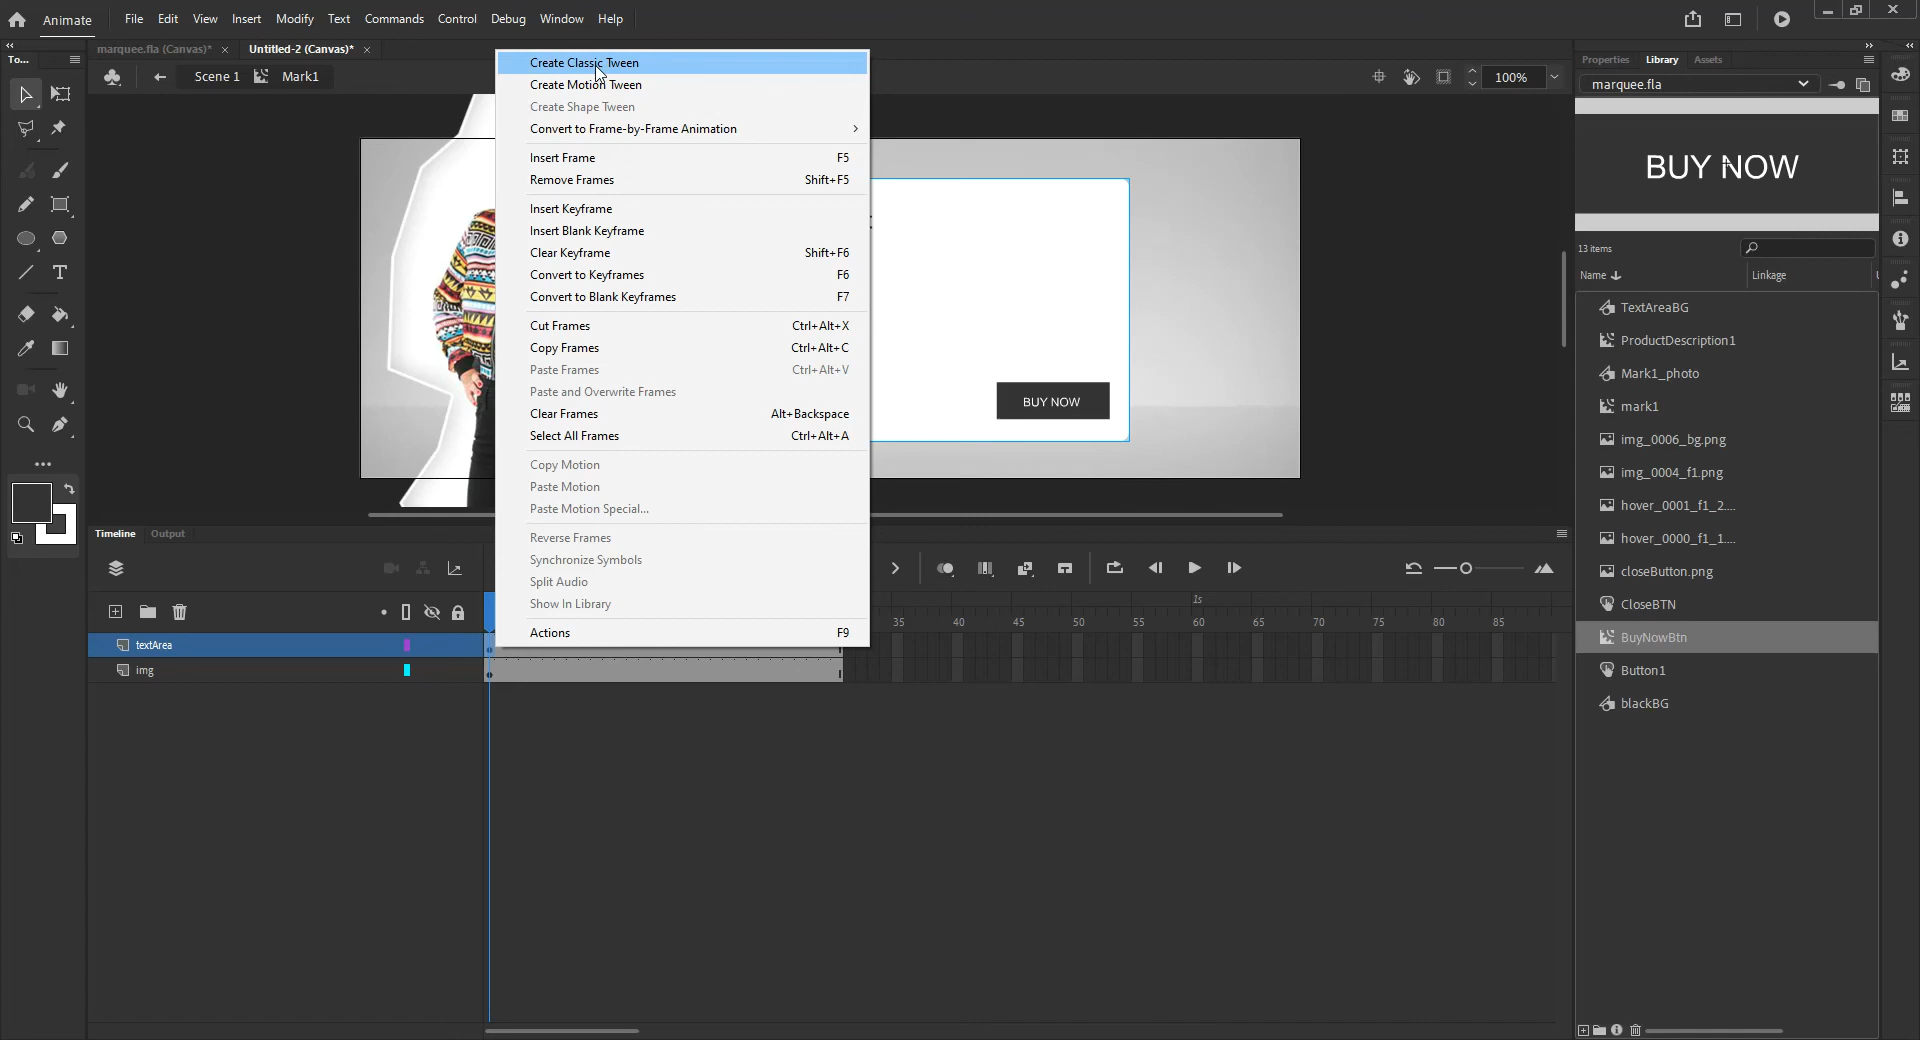 Animate File Edit View Insert Modify Text Commands Control Debug Window Help
marquee.fla (Canvas)* Untitled-2 (Canvas)*
To...
Scene 1 Mark1
100%
Create Classic Tween
Create Motion Tween
Create Shape Tween
Convert to Frame-by-Frame Animation
Insert Frame F5
Remove Frames Shift+F5
Insert Keyframe
Insert Blank Keyframe
Clear Keyframe Shift+F6
Convert to Keyframes F6
Convert to Blank Keyframes F7
Cut Frames Ctrl+Alt+X
Copy Frames Ctrl+Alt+C
Paste Frames Ctrl+Alt+V
Paste and Overwrite Frames
Clear Frames Alt+Backspace
Select All Frames Ctrl+Alt+A
Copy Motion
Paste Motion
Paste Motion Special...
Reverse Frames
Synchronize Symbols
Split Audio
Show In Library
Actions F9
BUY NOW
Properties Library Assets
marquee.fla
BUY NOW
13 items
Name Linkage
TextAreaBG
ProductDescription1
Mark1_photo
mark1
img_0006_bg.png
img_0004_f1.png
hover_0001_f1_2....
hover_0000_f1_1....
closeButton.png
CloseBTN
BuyNowBtn
Button1
blackBG
Timeline Output
1s
35 40 45 50 55 60 65 70 75 80 85
textArea
img